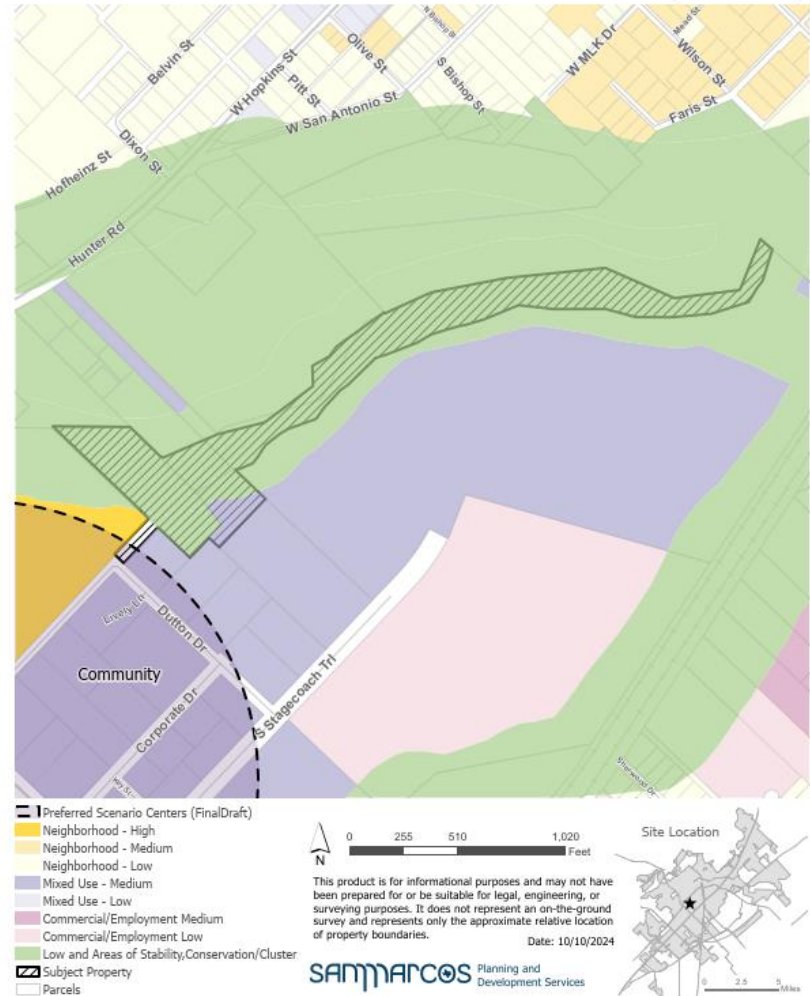 N Bishop St
Mead St
Olive St
Belvin St
W Hopkins St
Pitt St
S Bishop St
W MLK Dr
Wilson St
W San Antonio St
Faris St
Dixon St
Hofheinz St
Hunter Rd
Lively Ln
Dutton Dr
Community
S Stagecoach Trl
Corporate Dr
Sherwood Dr
Preferred Scenario Centers (FinalDraft)
Neighborhood - High
Neighborhood - Medium
Neighborhood - Low
Mixed Use - Medium
Mixed Use - Low
Commercial/Employment Medium
Commercial/Employment Low
Low and Areas of Stability,Conservation/Cluster
Subject Property
Parcels
N
0 255 510 1,020
Feet
This product is for informational purposes and may not have
been prepared for or be suitable for legal, engineering, or
surveying purposes. It does not represent an on-the-ground
survey and represents only the approximate relative location
of property boundaries.
Date: 10/10/2024
SANMARCOS Planning and
Development Services
Site Location
0 2.5 5
Miles